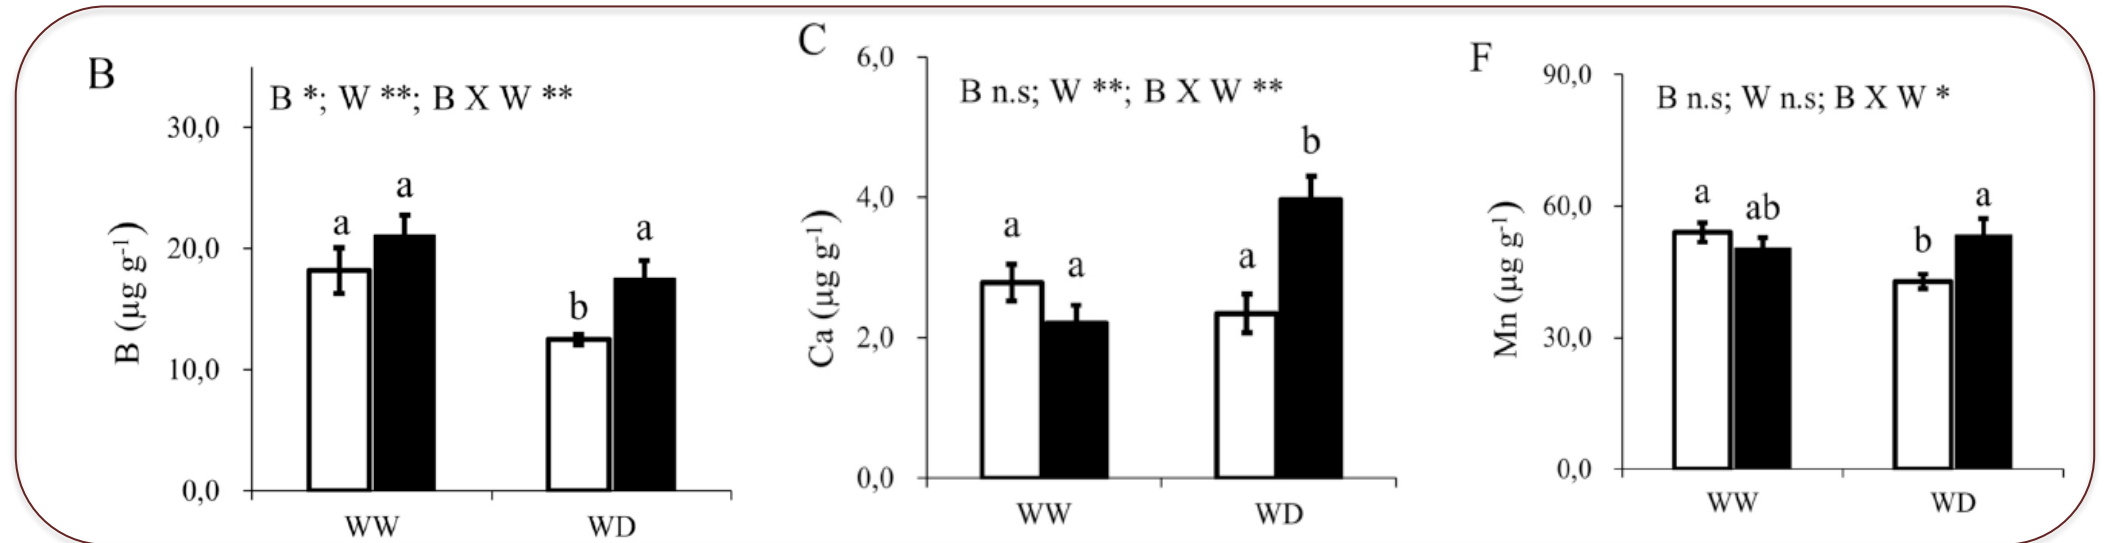 B
B *; W **; B X W **
B (µg g-1)
30,0
20,0
10,0
0,0
a
a
b
a
WW
WD
C
B n.s; W **; B X W **
Ca (µg g-1)
6,0
4,0
2,0
0,0
a
a
a
b
WW
WD
F
B n.s; W n.s; B X W *
Mn (µg g-1)
90,0
60,0
30,0
0,0
a
ab
b
a
WW
WD